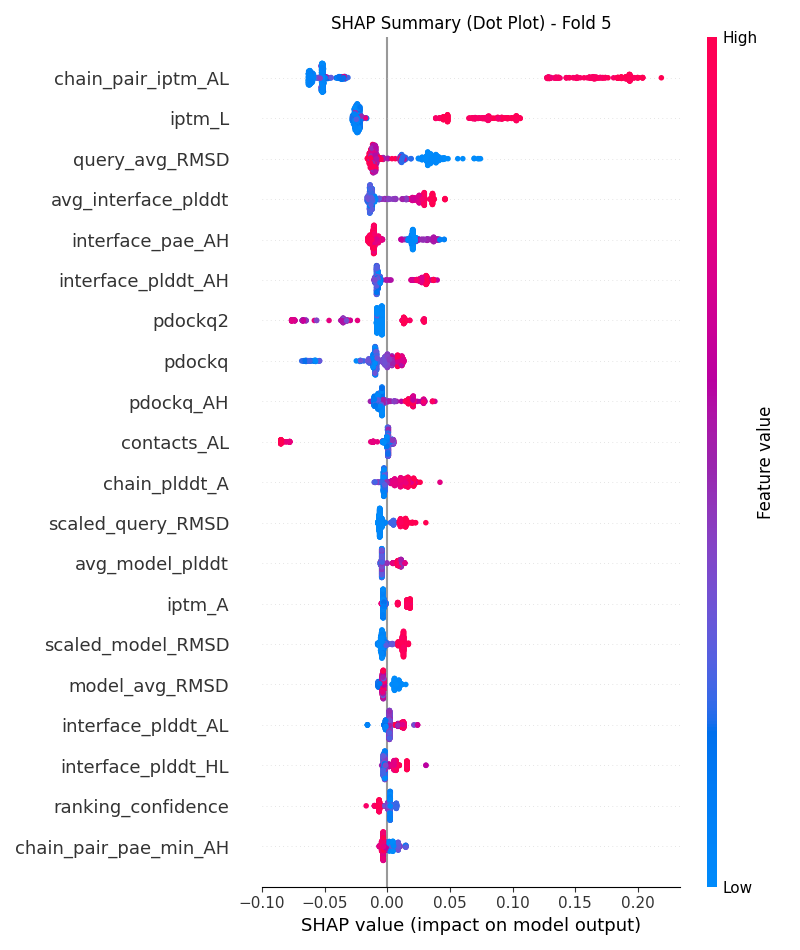 SHAP Summary (Dot Plot) - Fold 5
High
chain_pair_iptm_AL
iptm_L
query_avg_RMSD
avg_interface_plddt
interface_pae_AH
interface_plddt_AH
pdockq2
pdockq
pdockq_AH
contacts_AL
chain_plddt_A
scaled_query_RMSD
avg_model_plddt
iptm_A
scaled_model_RMSD
model_avg_RMSD
interface_plddt_AL
interface_plddt_HL
ranking_confidence
chain_pair_pae_min_AH
Feature value
Low
−0.10 −0.05 0.00 0.05 0.10 0.15 0.20
SHAP value (impact on model output)